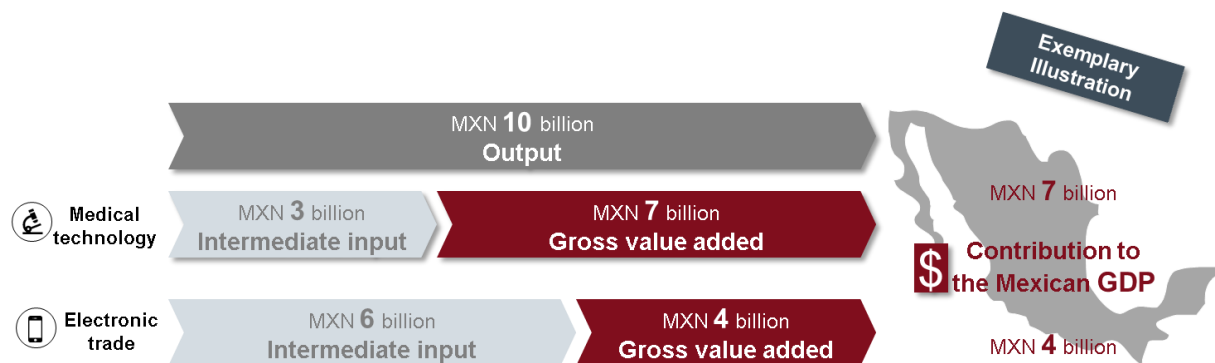 Exemplary
Illustration
MXN 10 billion
Output
Medical
technology
MXN 3 billion
Intermediate input
MXN 7 billion
Gross value added
MXN 7 billion
$
Contribution to
the Mexican GDP
Electronic
trade
MXN 6 billion
Intermediate input
MXN 4 billion
Gross value added
MXN 4 billion